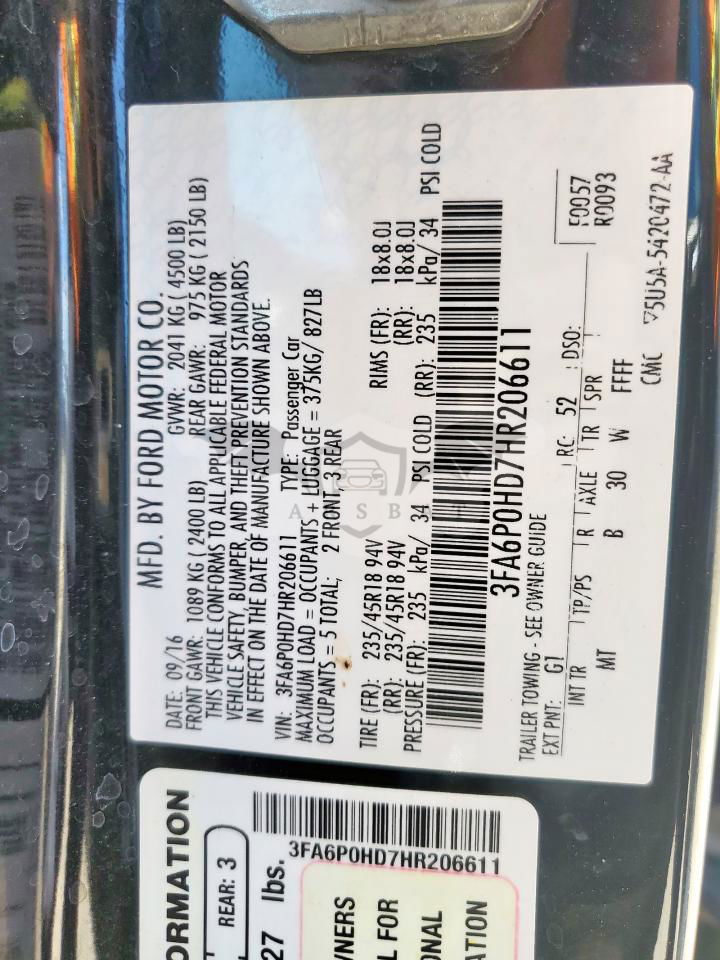 MFD. BY FORD MOTOR CO.
DATE: 09/16 GVWR: 2041 KG ( 4500 LB)
FRONT GAWR: 1089 KG ( 2400 LB) REAR GAWR: 975 KG ( 2150 LB)
THIS VEHICLE CONFORMS TO ALL APPLICABLE FEDERAL MOTOR
VEHICLE SAFETY, BUMPER, AND THEFT PREVENTION STANDARDS
IN EFFECT ON THE DATE OF MANUFACTURE SHOWN ABOVE.
VIN: 3FA6P0HD7HR206611 TYPE: Passenger Car
MAXIMUM LOAD = OCCUPANTS + LUGGAGE = 375KG/ 827LB
OCCUPANTS = 5 TOTAL; 2 FRONT, 3 REAR
TIRE (FR): 235/45R18 94V RIMS (FR): 18x8.0J
(RR): 235/45R18 94V (RR): 18x8.0J
PRESSURE (FR): 235 kPa/ 34 PSI COLD (RR): 235 kPa/ 34 PSI COLD
3FA6P0HD7HR206611
TRAILER TOWING - SEE OWNER GUIDE
EXT PNT: G1 RC: 52 DSO: F0057
R0093
INT TR TP/PS R AXLE TR SPR
MT B 30 W FFFF
CMC ▽5U5A-5420472-AA
ORMATION
REAR: 3
27 lbs.
3FA6P0HD7HR206611
WNERS
L FOR
ONAL
ATION